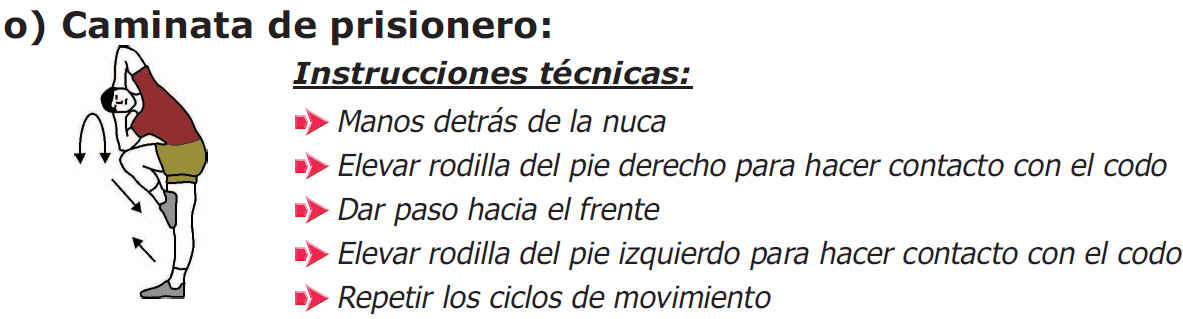 o) Caminata de prisionero:
Instrucciones técnicas:
Manos detrás de la nuca
Elevar rodilla del pie derecho para hacer contacto con el codo
Dar paso hacia el frente
Elevar rodilla del pie izquierdo para hacer contacto con el codo
Repetir los ciclos de movimiento